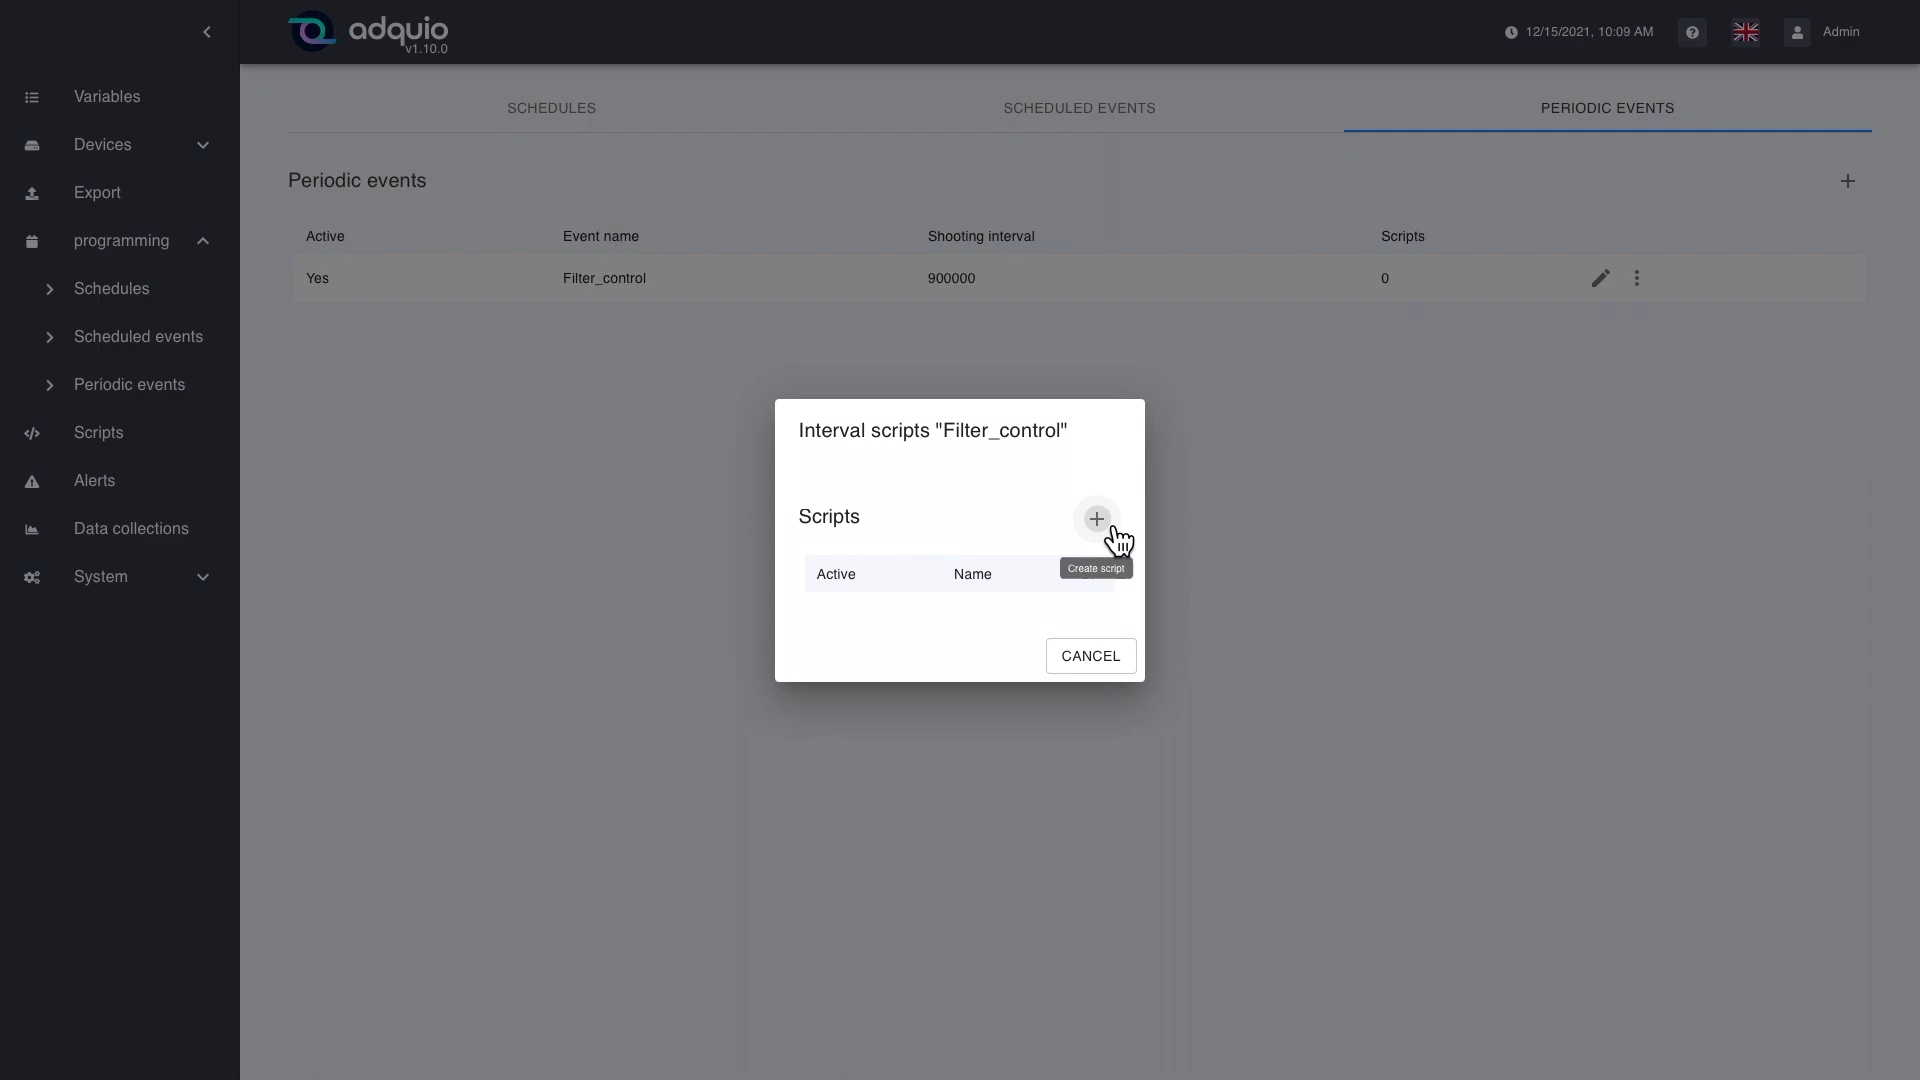 adquio
v1.10.0
12/15/2021, 10:09 AM
?
Admin
Variables
Devices
Export
programming
Schedules
Scheduled events
Periodic events
Scripts
Alerts
Data collections
System
SCHEDULES
SCHEDULED EVENTS
PERIODIC EVENTS
Periodic events
Active Event name Shooting interval Scripts
Yes Filter_control 900000 0
Interval scripts "Filter_control"
Scripts
Create script
Active Name
CANCEL